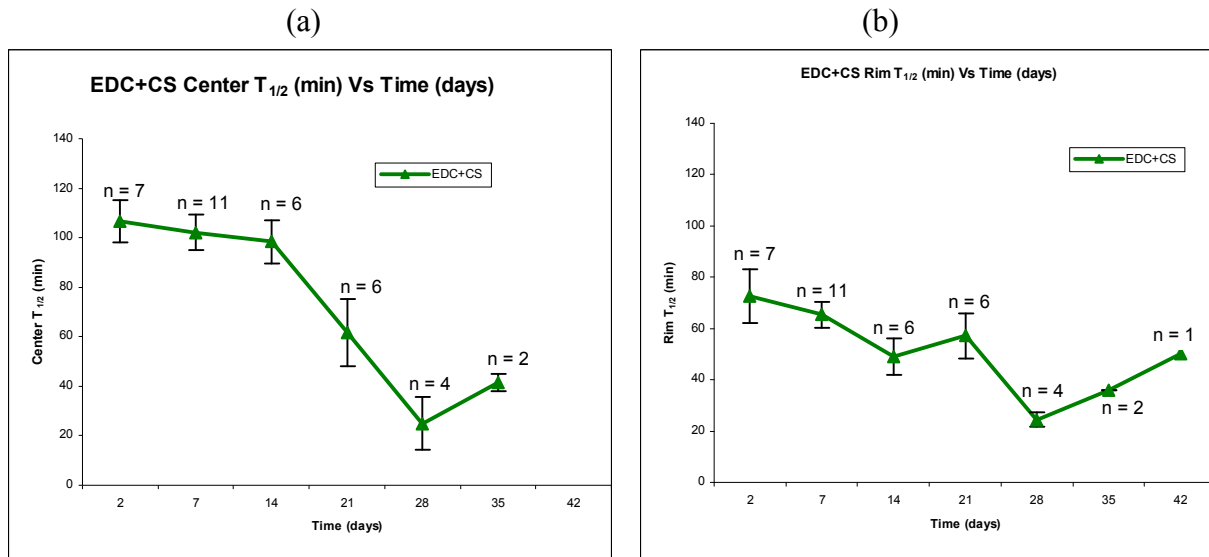 (a)
EDC+CS Center T1/2 (min) Vs Time (days)
140
120
100
80
60
40
20
0
Center T1/2 (min)
EDC+CS
n = 7
n = 11
n = 6
n = 6
n = 4
n = 2
2 7 14 21 28 35 42
Time (days)
(b)
EDC+CS Rim T1/2 (min) Vs Time (days)
140
120
100
80
60
40
20
0
Rim T1/2 (min)
EDC+CS
n = 7
n = 11
n = 6
n = 6
n = 4
n = 2
n = 1
2 7 14 21 28 35 42
Time (days)